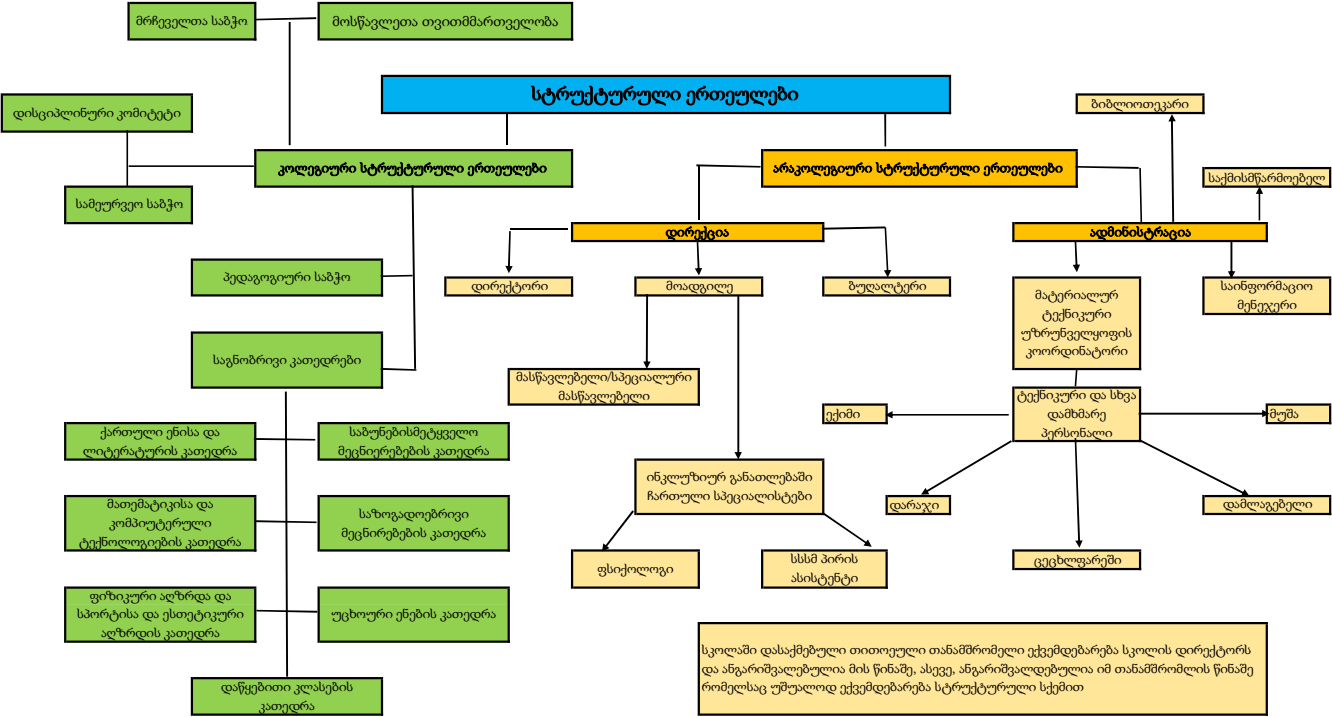 მრჩეველთა საბჭო
მოსწავლეთა თვითმმართველობა
სტრუქტურული ერთეულები
დისციპლინური კომიტეტი
ბიბლიოთეკარი
კოლეგიური სტრუქტურული ერთეულები
არაკოლეგიური სტრუქტურული ერთეულები
საქმისმწარმოებელ
სამეურვეო საბჭო
დირექცია
ადმინისტრაცია
პედაგოგიური საბჭო
დირექტორი
მოადგილე
ბუღალტერი
მატერიალურ
ტექნიკური
უზრუნველყოფის
კოორდინატორი
საინფორმაციო
მენეჯერი
საგნობრივი კათედრები
მასწავლებელი/სპეციალური
მასწავლებელი
ტექნიკური და სხვა
დამხმარე
პერსონალი
ექიმი
მუშა
ქართული ენისა და
ლიტერატურის კათედრა
საბუნებისმეტყველო
მეცნიერებების კათედრა
ინკლუზიურ განათლებაში
ჩართული სპეციალისტები
დარაჯი
დამლაგებელი
მათემატიკისა და
კომპიუტერული
ტექნოლოგიების კათედრა
საზოგადოებრივი
მეცნირებების კათედრა
ფსიქოლოგი
სსსმ პირის
ასისტენტი
ცეცხლფარეში
ფიზიკური აღზრდა და
სპორტისა და ესთეტიკური
აღზრდის კათედრა
უცხოური ენების კათედრა
სკოლაში დასაქმებული თითოეული თანამშრომელი ექვემდებარება სკოლის დირექტორს
და ანგარიშვალებულია მის წინაშე, ასევე, ანგარიშვალდებულია იმ თანამშრომლის წინაშე
რომელსაც უშუალოდ ექვემდებარება სტრუქტურული სქემით
დაწყებითი კლასების
კათედრა